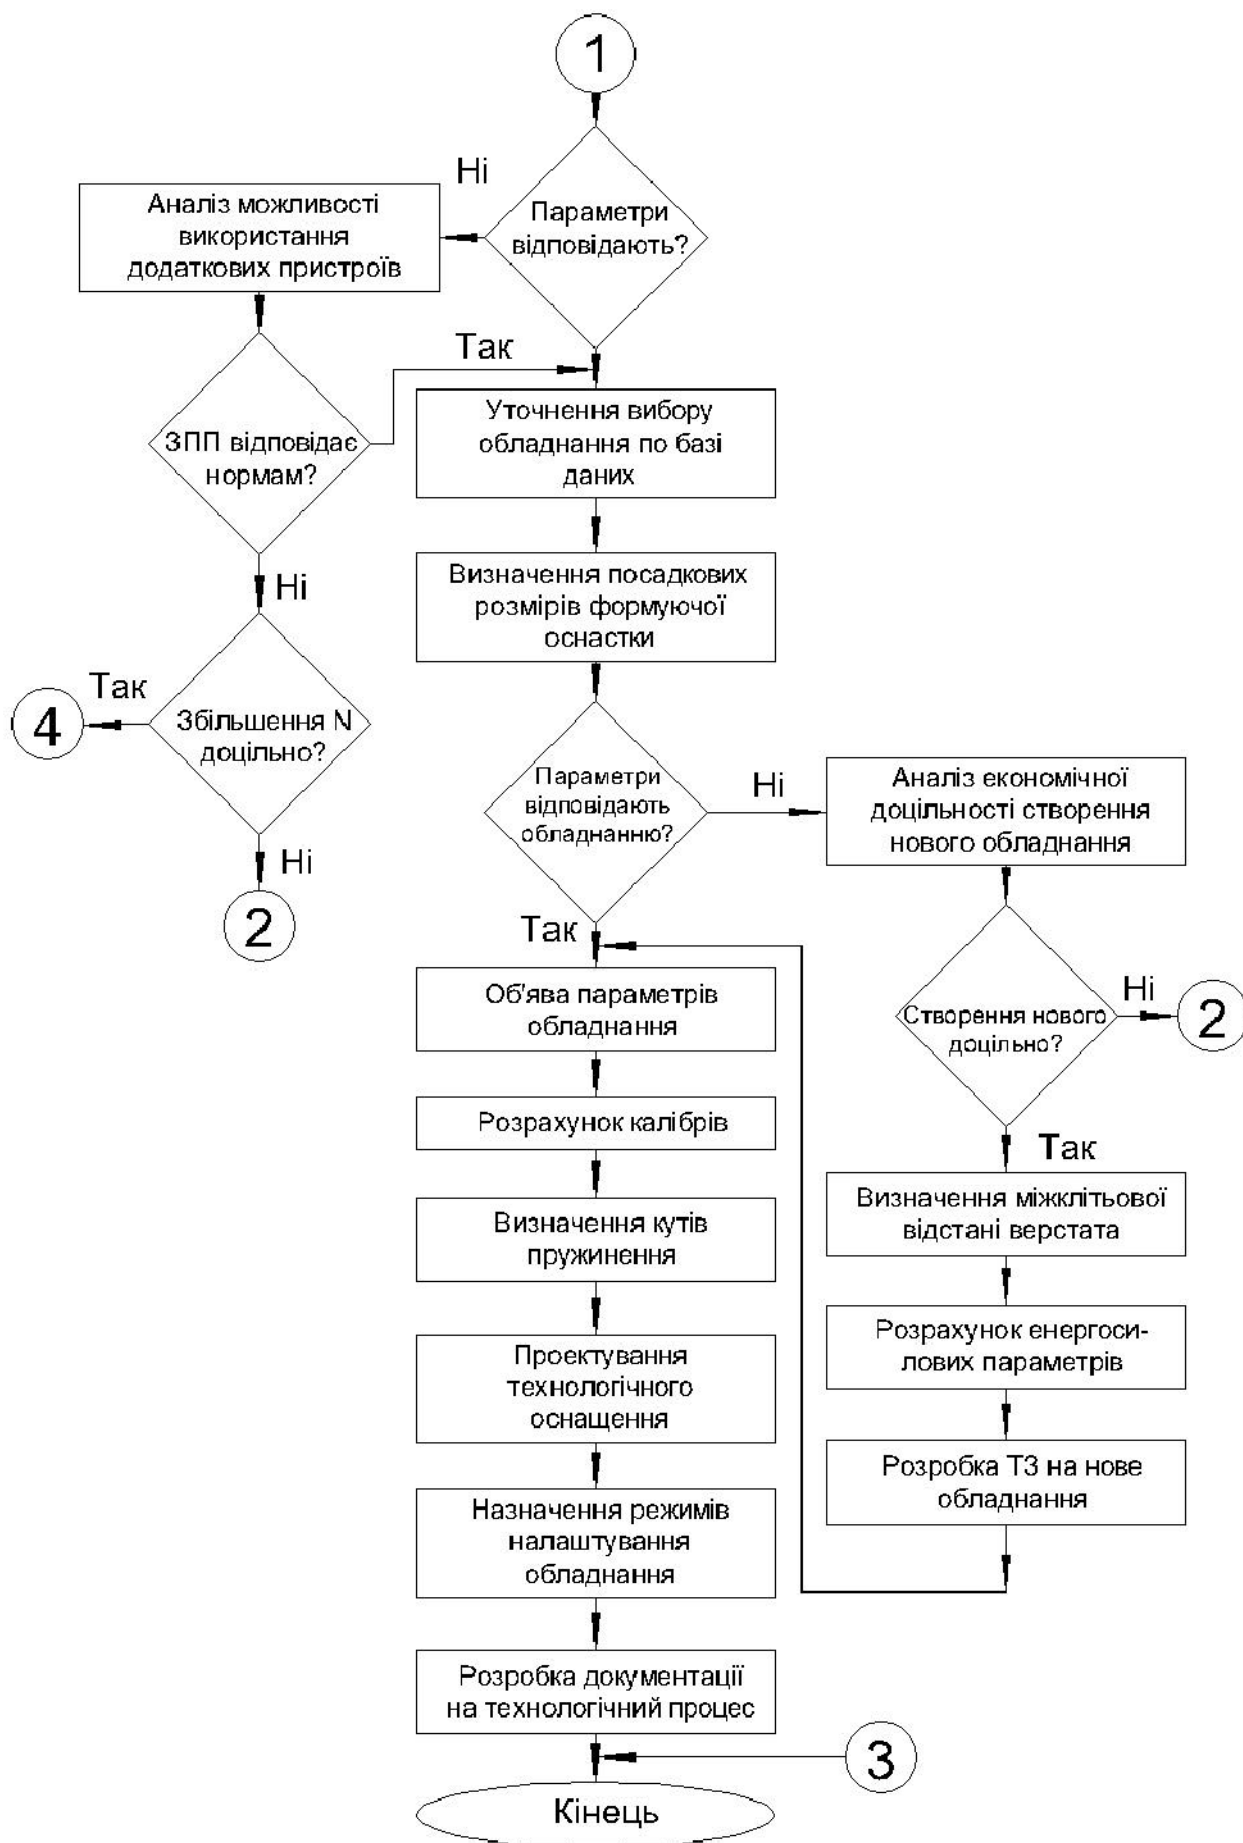 1
Ні
Параметри
відповідають?
Аналіз можливості
використання
додаткових пристроїв
Так
ЗПП відповідає
нормам?
Уточнення вибору
обладнання по базі
даних
Ні
Визначення посадкових
розмірів формуючої
оснастки
Так
4
Збільшення N
доцільно?
Ні
2
Параметри
відповідають
обладнанню?
Ні
Аналіз економічної
доцільності створення
нового обладнання
Так
Створення нового
доцільно?
Ні
2
Об'ява параметрів
обладнання
Розрахунок калібрів
Так
Визначення кутів
пружинення
Визначення міжклітьової
відстані верстата
Проектування
технологічного
оснащення
Розрахунок енергоси-
лових параметрів
Назначення режимів
налаштування
обладнання
Розробка ТЗ на нове
обладнання
Розробка документації
на технологічний процес
3
Кінець